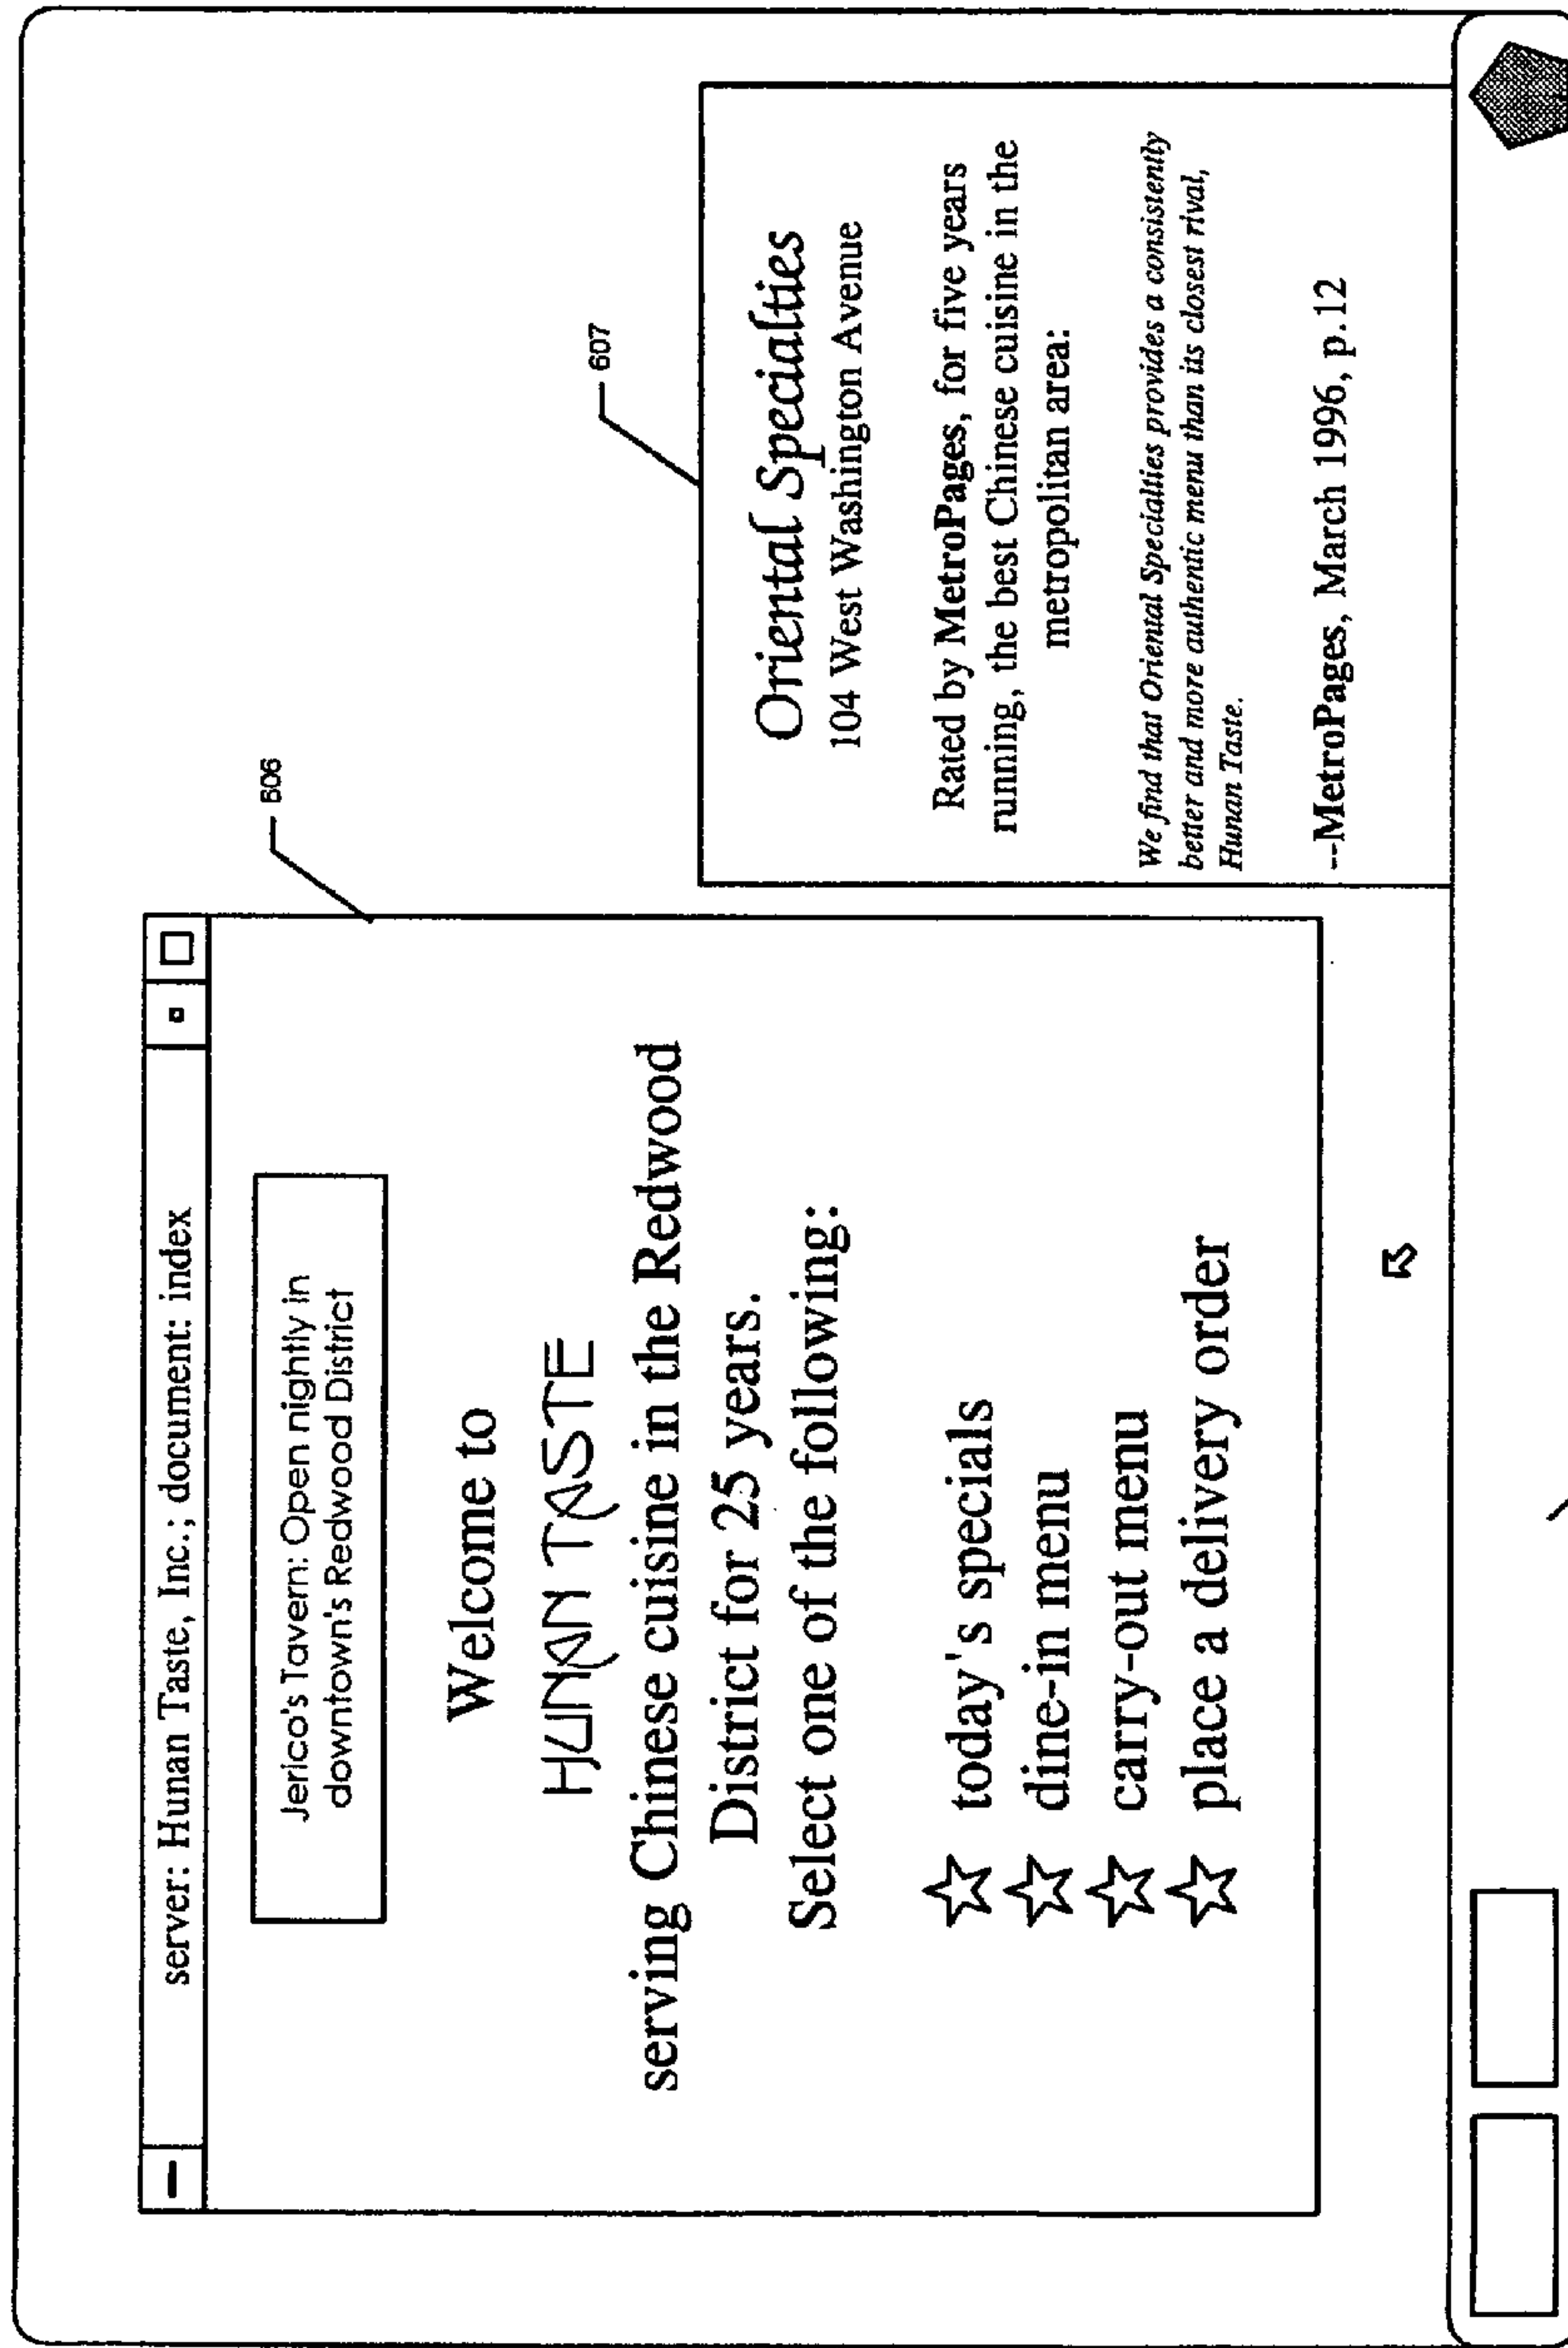 606
607
server: Hunan Taste, Inc.; document: index
Jerico's Tavern: Open nightly in
downtown's Redwood District
Welcome to
HUNAN TASTE
serving Chinese cuisine in the Redwood
District for 25 years.
Select one of the following:
today's specials
dine-in menu
carry-out menu
place a delivery order
Oriental Specialties
104 West Washington Avenue
Rated by MetroPages, for five years
running, the best Chinese cuisine in the
metropolitan area:
We find that Oriental Specialties provides a consistently
better and more authentic menu than its closest rival,
Hunan Taste.
--MetroPages, March 1996, p.12